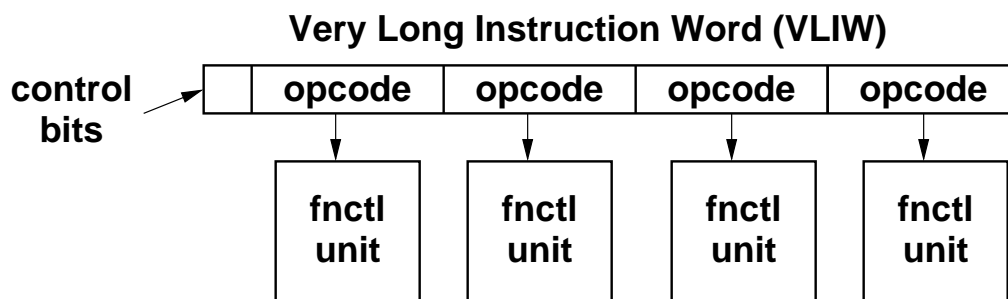 Very Long Instruction Word (VLIW)
control
bits
opcode opcode opcode opcode
fnctl fnctl fnctl fnctl
unit unit unit unit